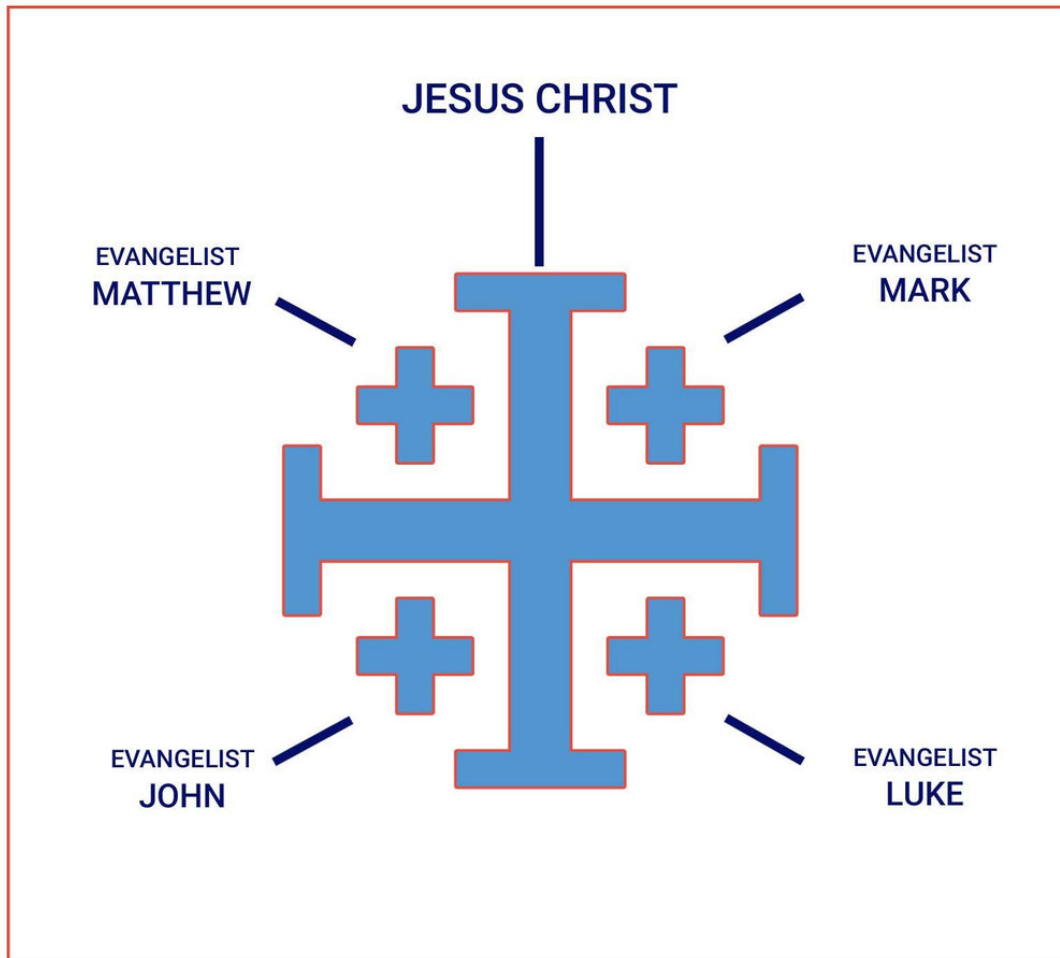 JESUS CHRIST
EVANGELIST
MATTHEW
EVANGELIST
MARK
EVANGELIST
JOHN
EVANGELIST
LUKE